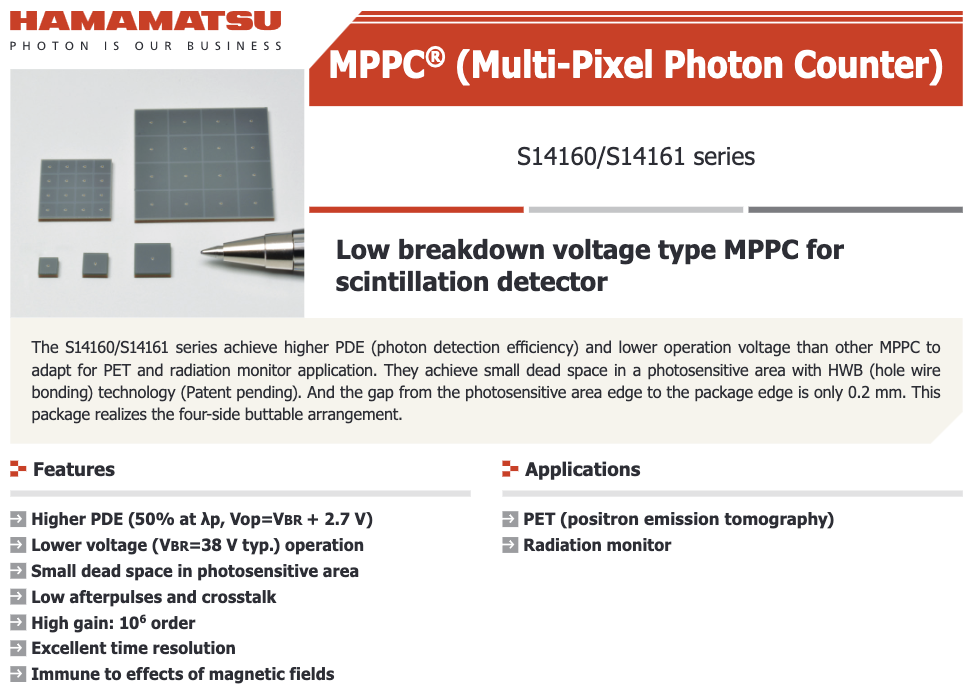 HAMAMATSU
PHOTON IS OUR BUSINESS
MPPC® (Multi-Pixel Photon Counter)
S14160/S14161 series
Low breakdown voltage type MPPC for
scintillation detector
The S14160/S14161 series achieve higher PDE (photon detection efficiency) and lower operation voltage than other MPPC to
adapt for PET and radiation monitor application. They achieve small dead space in a photosensitive area with HWB (hole wire
bonding) technology (Patent pending). And the gap from the photosensitive area edge to the package edge is only 0.2 mm. This
package realizes the four-side buttable arrangement.
Features
Higher PDE (50% at λp, Vop=VBR + 2.7 V)
Lower voltage (VBR=38 V typ.) operation
Small dead space in photosensitive area
Low afterpulses and crosstalk
High gain: 10⁶ order
Excellent time resolution
Immune to effects of magnetic fields
Applications
PET (positron emission tomography)
Radiation monitor